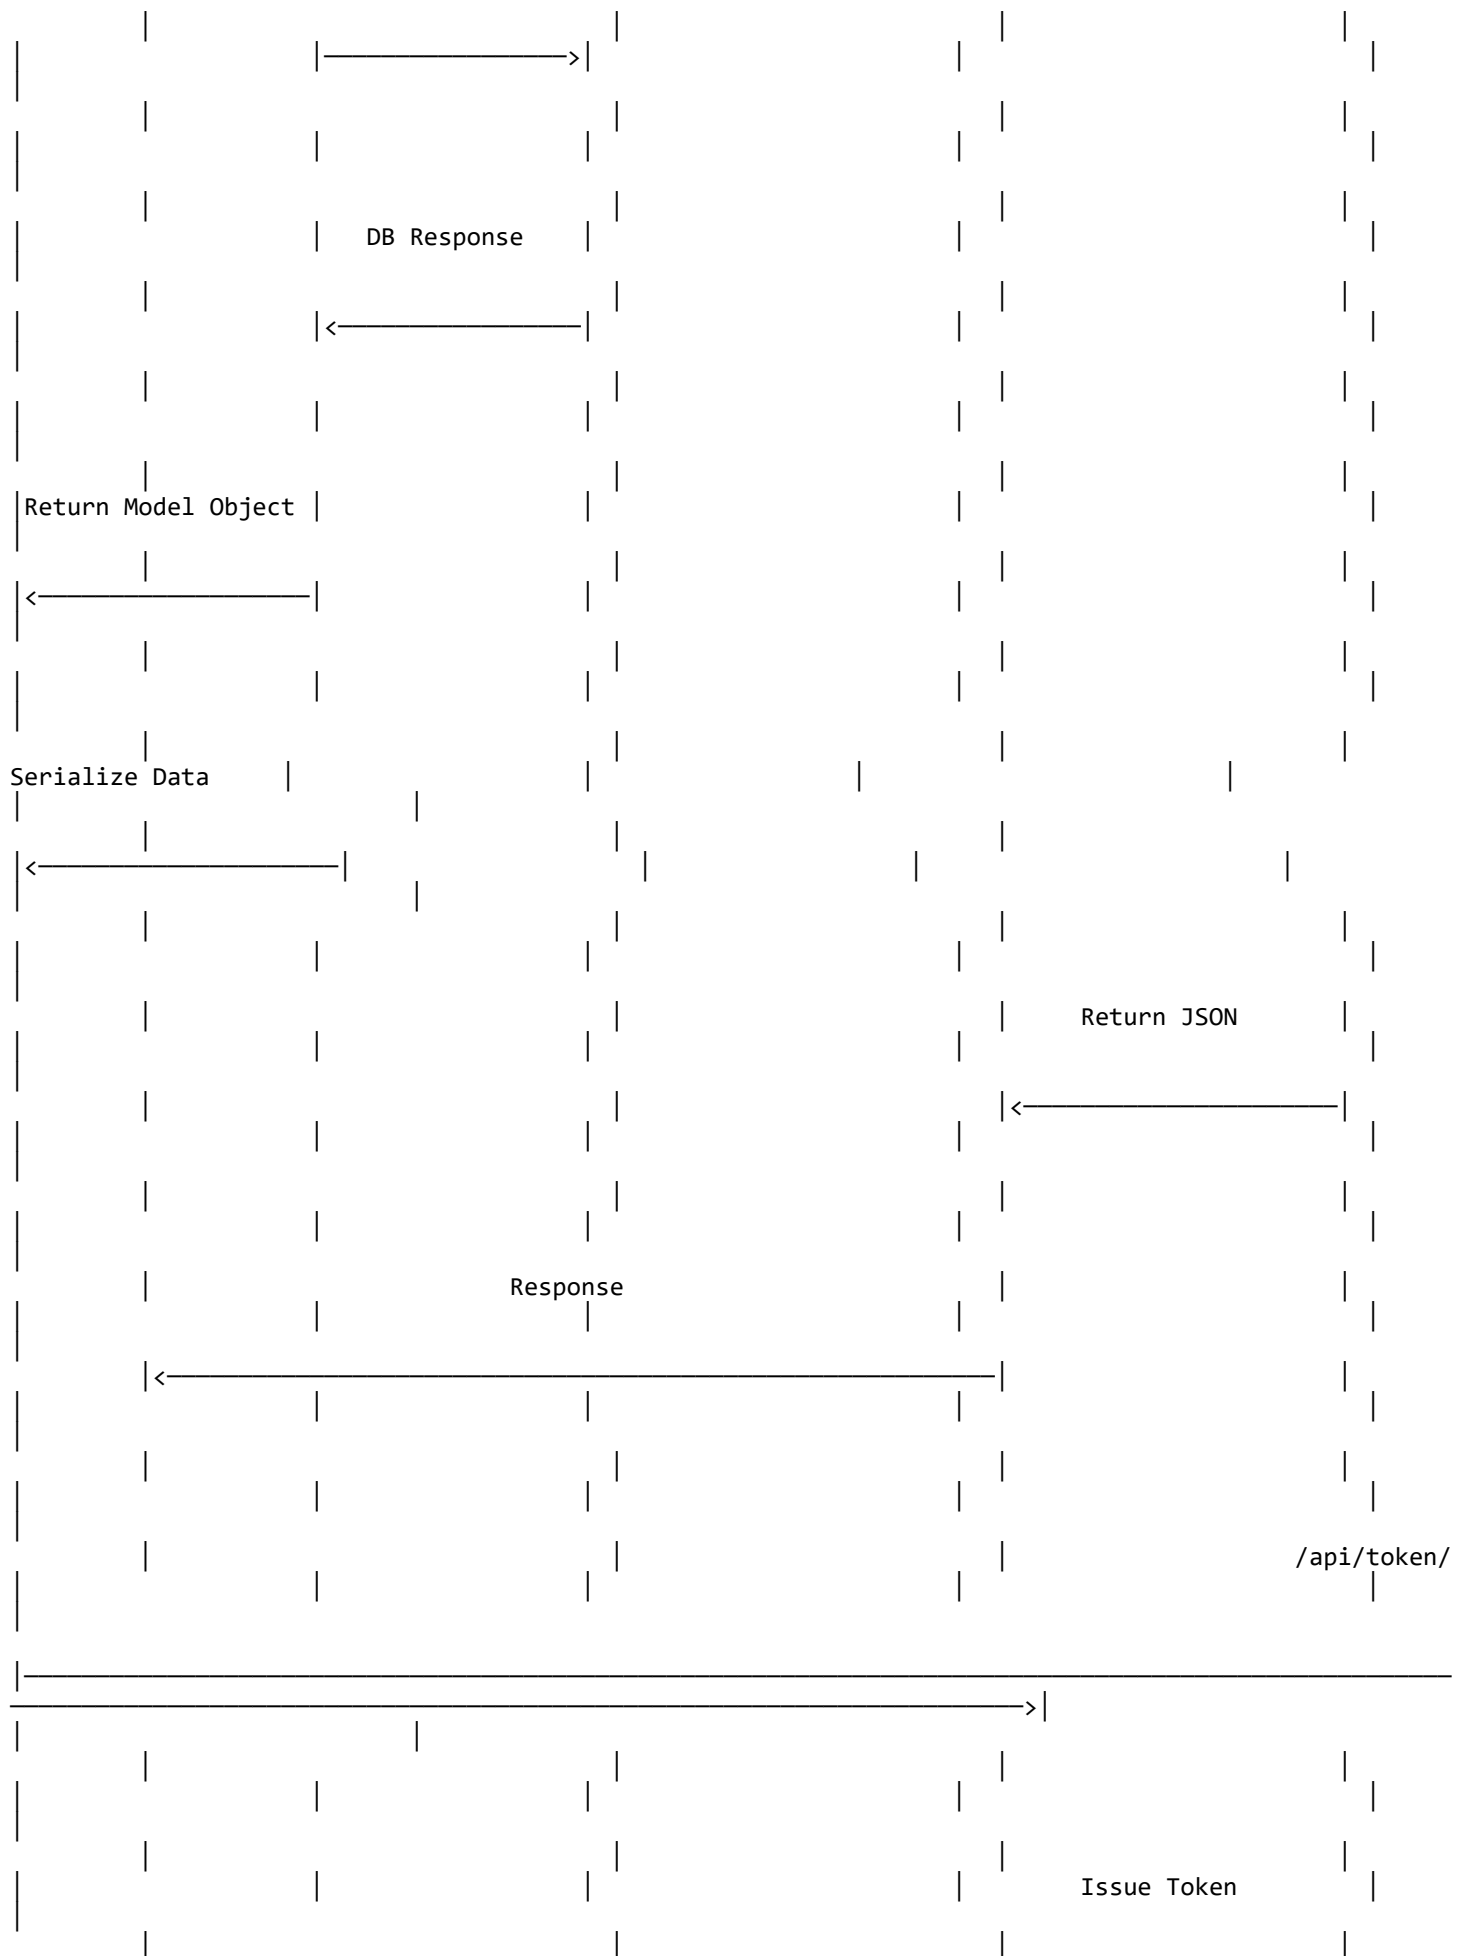 DB Response
Return Model Object
Serialize Data
Return JSON
Response
/api/token/
Issue Token